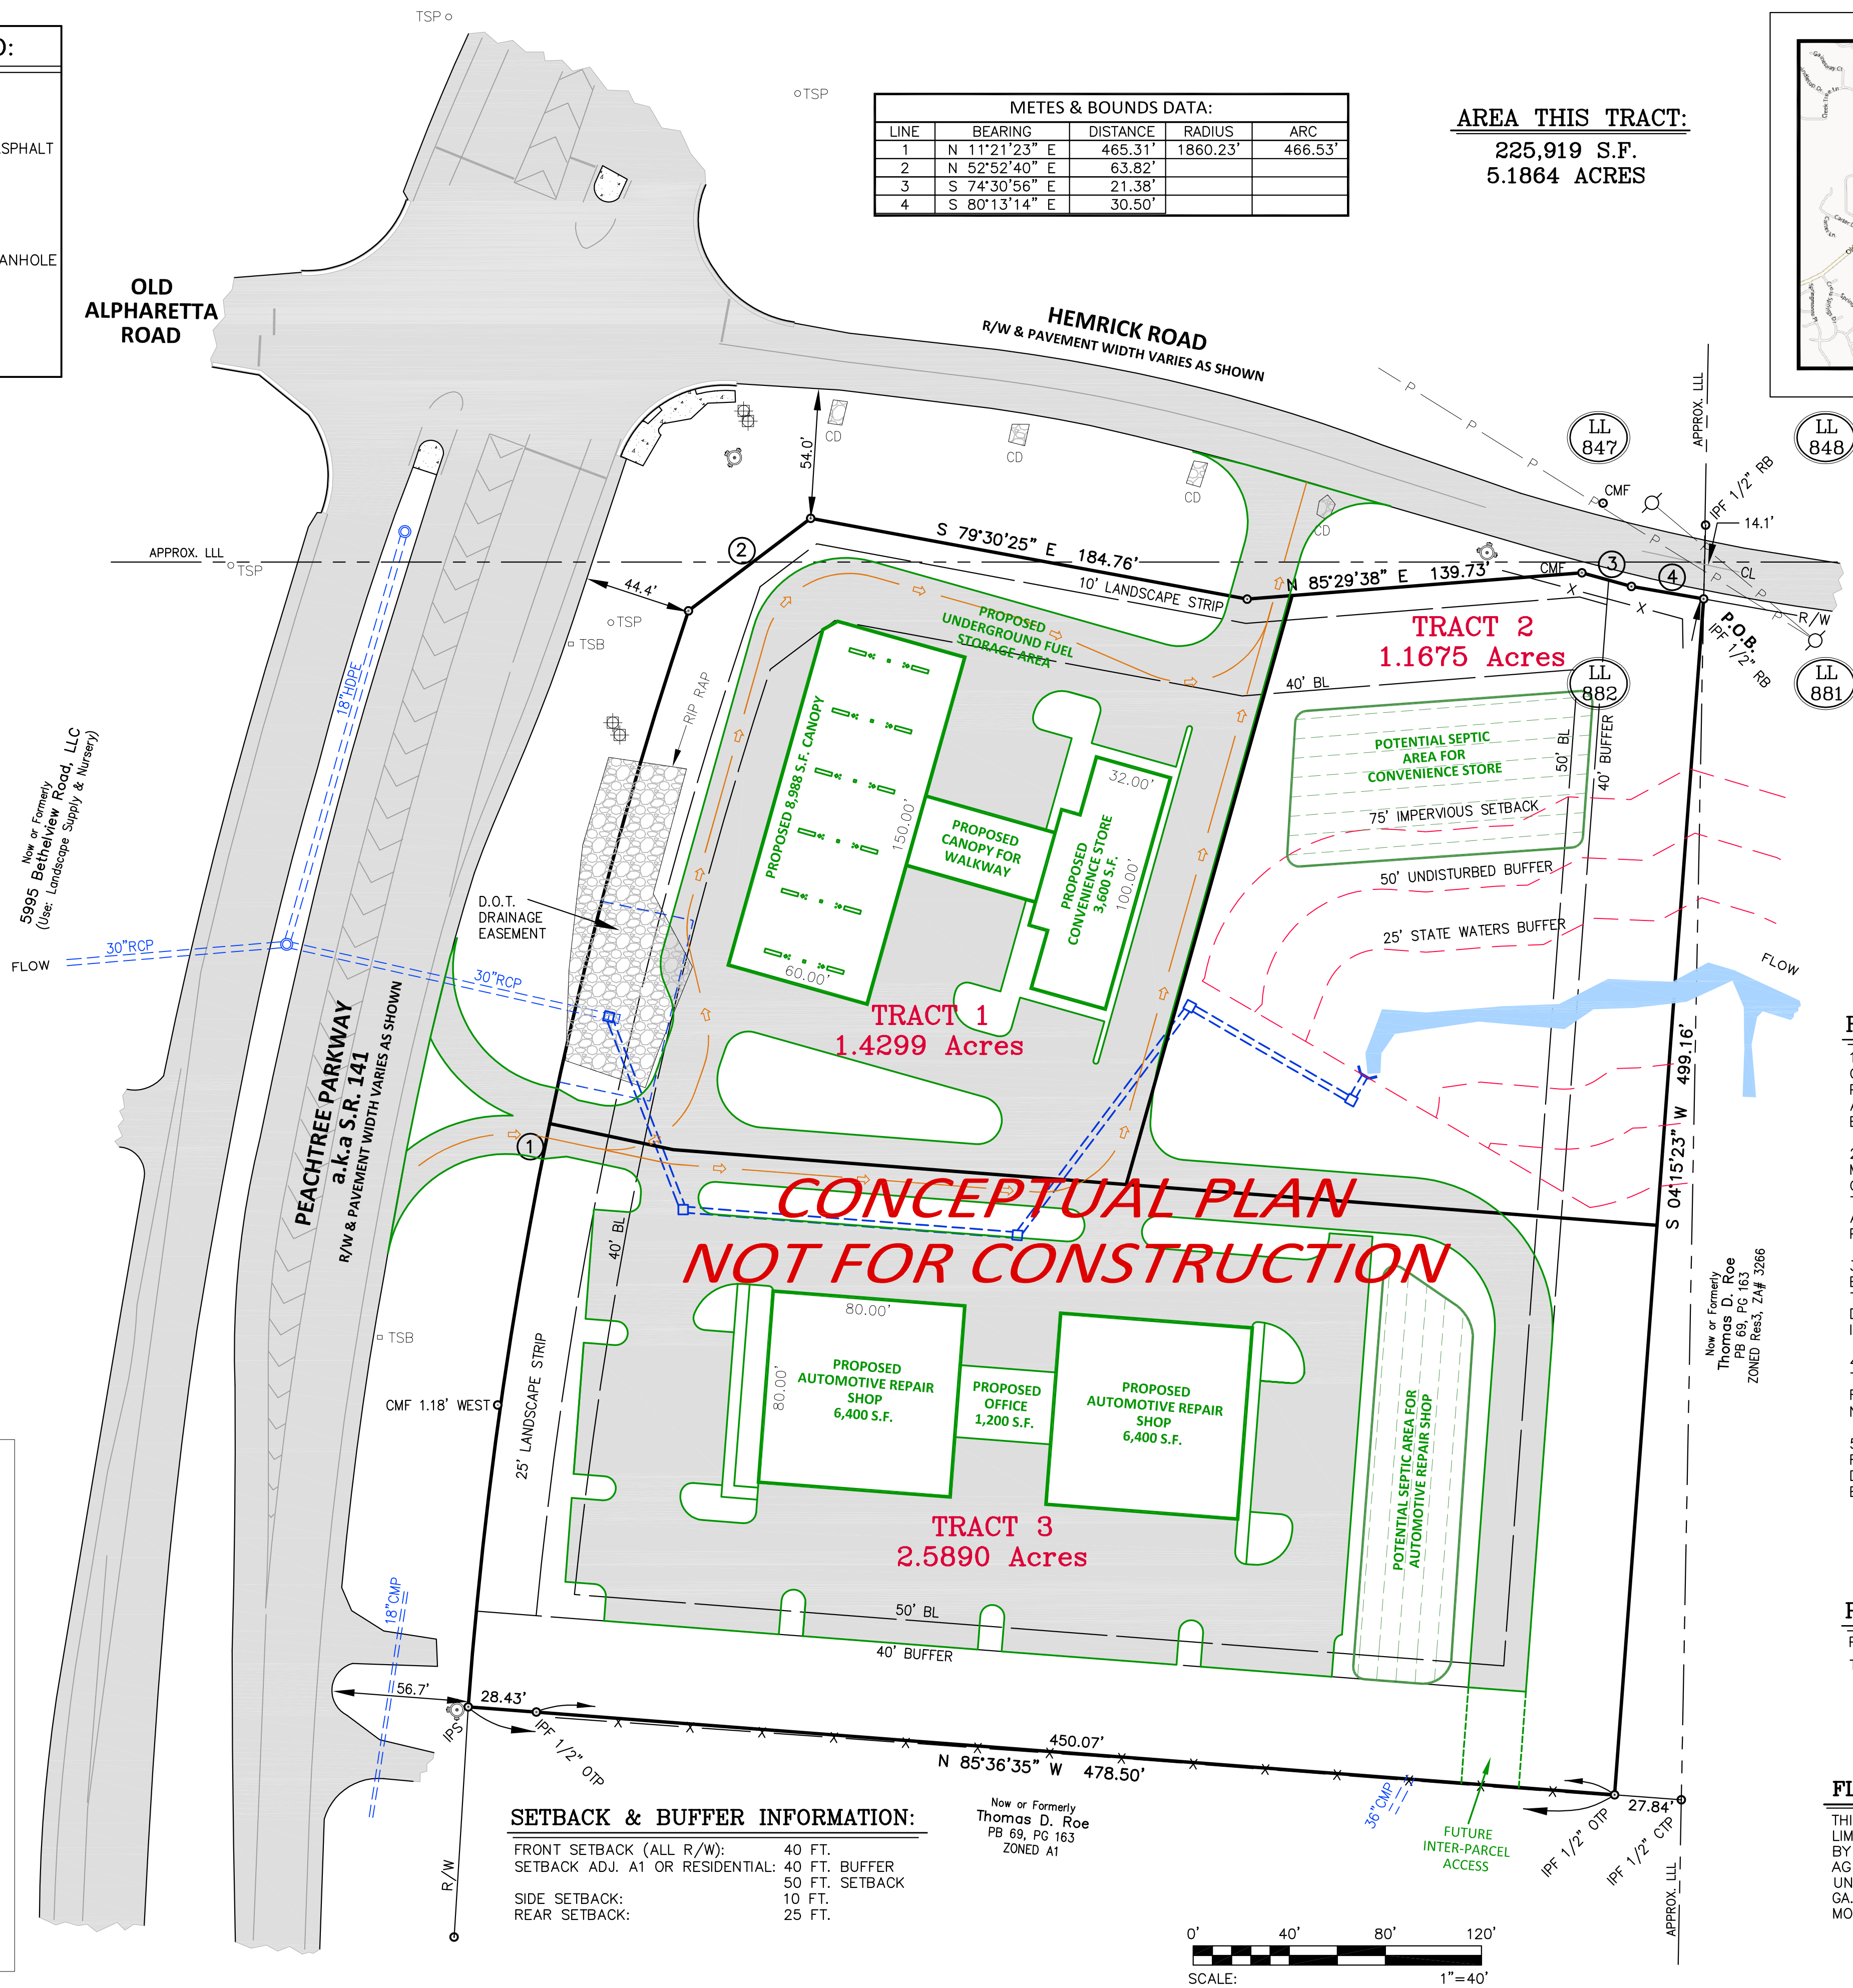 TSP
TSP
METES & BOUNDS DATA:
LINE BEARING DISTANCE RADIUS ARC
1 N 11°21'23" E 465.31' 1860.23' 466.53'
2 N 52°52'40" E 63.82'
3 S 74°30'56" E 21.38'
4 S 80°13'14" E 30.50'
AREA THIS TRACT:
225,919 S.F.
5.1864 ACRES
OLD
ALPHARETTA
ROAD
HEMRICK ROAD
R/W & PAVEMENT WIDTH VARIES AS SHOWN
APPROX. LLL
LL
847
LL
848
CD
CD
CD
CD
54.0'
P
P
P
P
P
P
P
P
CMF
IPF 1/2" RB
14.1'
APPROX. LLL
TSP
2
S 79°30'25" E 184.76'
10' LANDSCAPE STRIP
N 85°29'38" E 139.73'
CMF
3
4
CL
R/W
X
X
P.O.B.
IPF 1/2" RB
44.4'
TSP
TSB
RIP RAP
18"HDPE
PROPOSED
UNDERGROUND FUEL
STORAGE AREA
TRACT 2
1.1675 Acres
40' BL
LL
882
LL
881
50' BL
40' BUFFER
POTENTIAL SEPTIC
AREA FOR
CONVENIENCE STORE
75' IMPERVIOUS SETBACK
50' UNDISTURBED BUFFER
25' STATE WATERS BUFFER
FLOW
PROPOSED 8,988 S.F. CANOPY
150.00'
60.00'
PROPOSED
CANOPY FOR
WALKWAY
32.00'
PROPOSED
CONVENIENCE STORE
3,600 S.F.
100.00'
Now or Formerly
5995 Bethelview Road, LLC
(Use: Landscape Supply & Nursery)
FLOW
30"RCP
30"RCP
D.O.T.
DRAINAGE
EASEMENT
TRACT 1
1.4299 Acres
PEACHTREE PARKWAY
a.k.a S.R. 141
R/W & PAVEMENT WIDTH VARIES AS SHOWN
1
S 04°15'23" W 499.16'
CONCEPTUAL PLAN
NOT FOR CONSTRUCTION
40' BL
Now or Formerly
Thomas D. Roe
PB 69, PG 163
ZONED Res3, ZA# 3266
TSB
CMF 1.18' WEST
25' LANDSCAPE STRIP
80.00'
80.00'
PROPOSED
AUTOMOTIVE REPAIR
SHOP
6,400 S.F.
PROPOSED
OFFICE
1,200 S.F.
PROPOSED
AUTOMOTIVE REPAIR
SHOP
6,400 S.F.
POTENTIAL SEPTIC AREA FOR
AUTOMOTIVE REPAIR SHOP
TRACT 3
2.5890 Acres
50' BL
40' BUFFER
18"CMP
56.7'
28.43'
IPS
IPF 1/2" OTP
450.07'
N 85°36'35" W 478.50'
X
X
X
X
X
X
X
X
X
X
X
X
X
X
36"CMP
Now or Formerly
Thomas D. Roe
PB 69, PG 163
ZONED A1
FUTURE
INTER-PARCEL
ACCESS
27.84'
IPF 1/2" OTP
IPF 1/2" CTP
APPROX. LLL
R/W
SETBACK & BUFFER INFORMATION:
FRONT SETBACK (ALL R/W): 40 FT.
SETBACK ADJ. A1 OR RESIDENTIAL: 40 FT. BUFFER
50 FT. SETBACK
SIDE SETBACK: 10 FT.
REAR SETBACK: 25 FT.
0' 40' 80' 120'
SCALE: 1"=40'